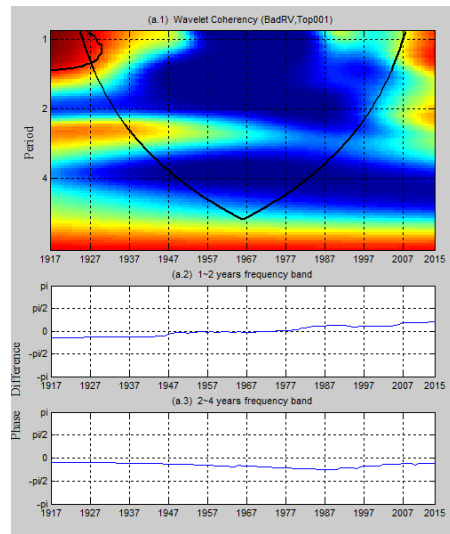 (a.1) Wavelet Coherency (BadRV,Top001)
1
2
4
Period
1917 1927 1937 1947 1957 1967 1977 1987 1997 2007 2015
(a.2) 1~2 years frequency band
pi
pi/2
0
-pi/2
-pi
1917 1927 1937 1947 1957 1967 1977 1987 1997 2007 2015
Phase Difference
(a.3) 2~4 years frequency band
pi
pi/2
0
-pi/2
-pi
1917 1927 1937 1947 1957 1967 1977 1987 1997 2007 2015